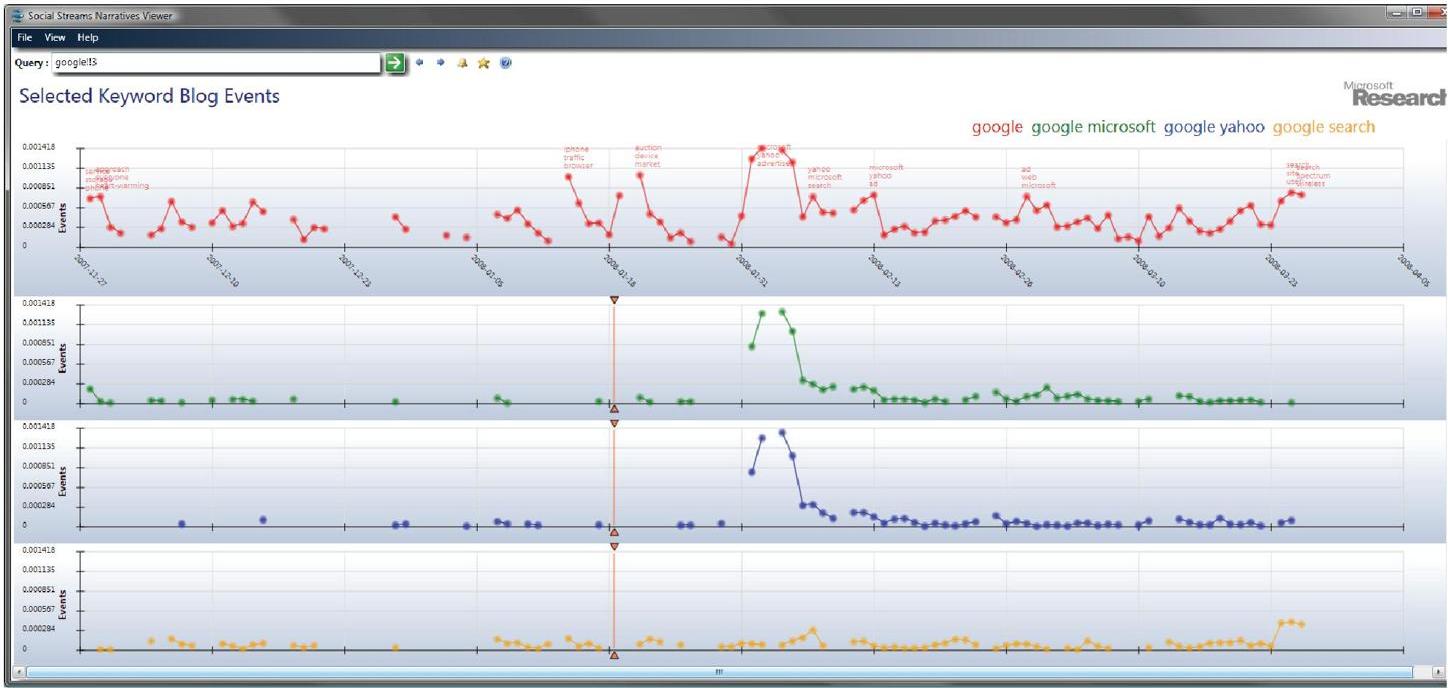 Social Streams Narratives Viewer
File View Help
Query : google!!3
Selected Keyword Blog Events
Microsoft
Research
google google microsoft google yahoo google search
0.001418
0.001135
0.000851
0.000567
0.000284
0
Events
approach
everyone
heart-warming
iphone
traffic
browser
auction
device
market
microsoft
yahoo
advertise
yahoo
microsoft
search
microsoft
yahoo
ad
ad
web
microsoft
search
site
user
search
spectrum
wireless
2007-11-27
2007-12-10
2007-12-23
2008-01-05
2008-01-18
2008-01-31
2008-02-13
2008-02-26
2008-03-10
2008-03-23
2008-04-05
0.001418
0.001135
0.000851
0.000567
0.000284
0
Events
0.001418
0.001135
0.000851
0.000567
0.000284
0
Events
0.001418
0.001135
0.000851
0.000567
0.000284
0
Events